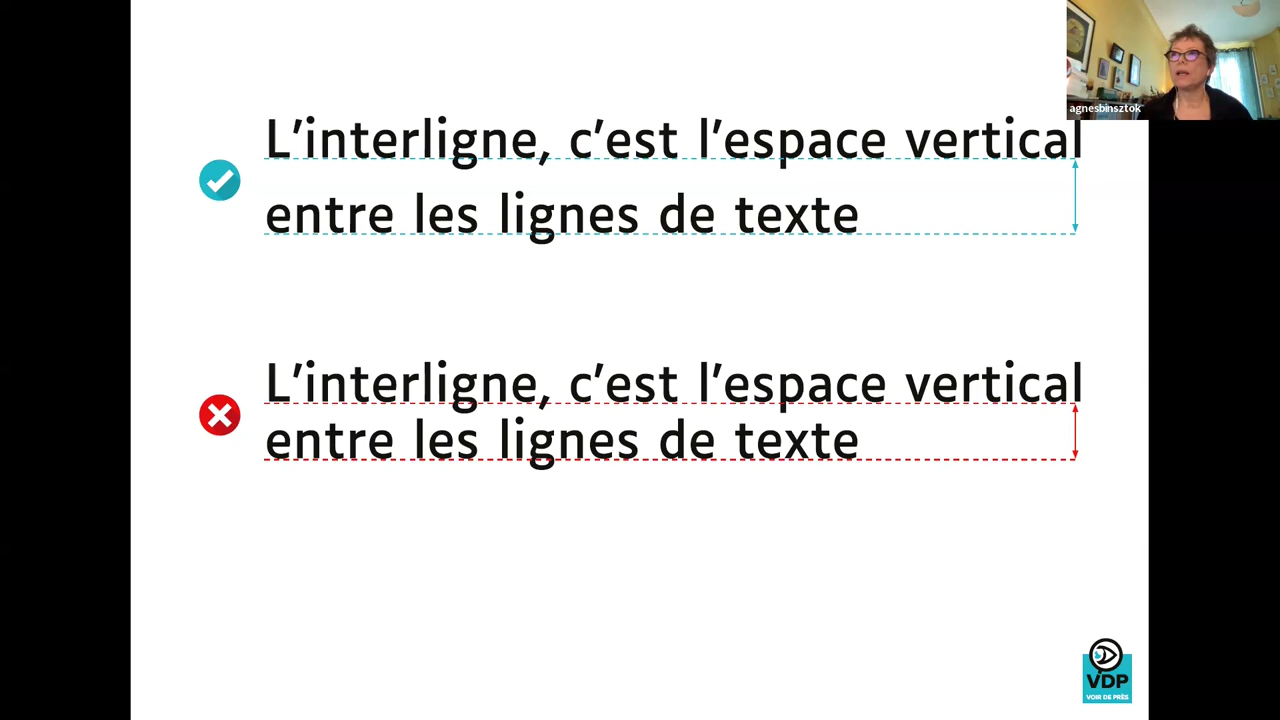 agnesbinsztok
L’interligne, c’est l’espace vertical
entre les lignes de texte
L’interligne, c’est l’espace vertical
entre les lignes de texte
VDP
VOIR DE PRÈS